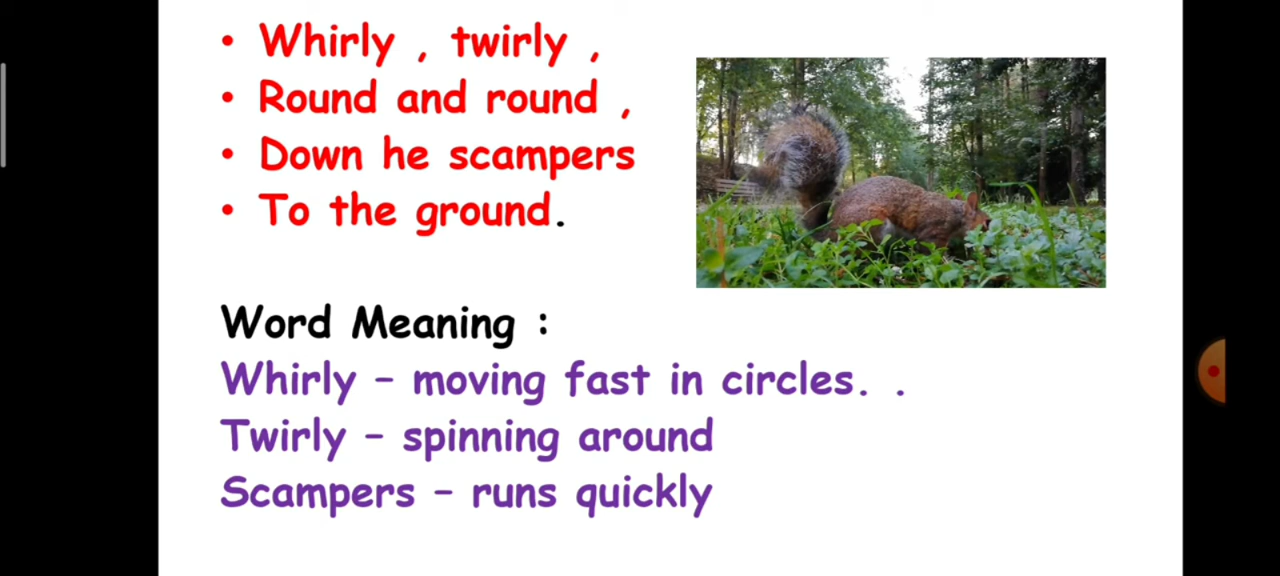 • Whirly , twirly ,
• Round and round ,
• Down he scampers
• To the ground.
Word Meaning :
Whirly – moving fast in circles. .
Twirly – spinning around
Scampers – runs quickly